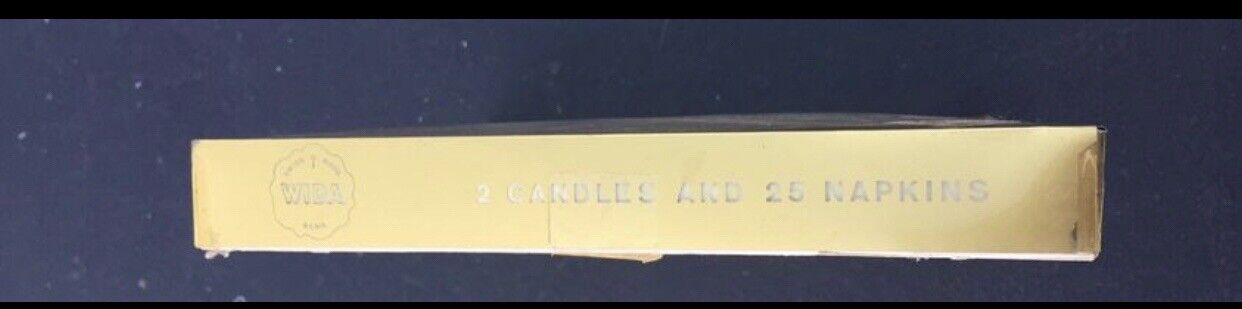 WIBA
2 CANDLES AND 25 NAPKINS